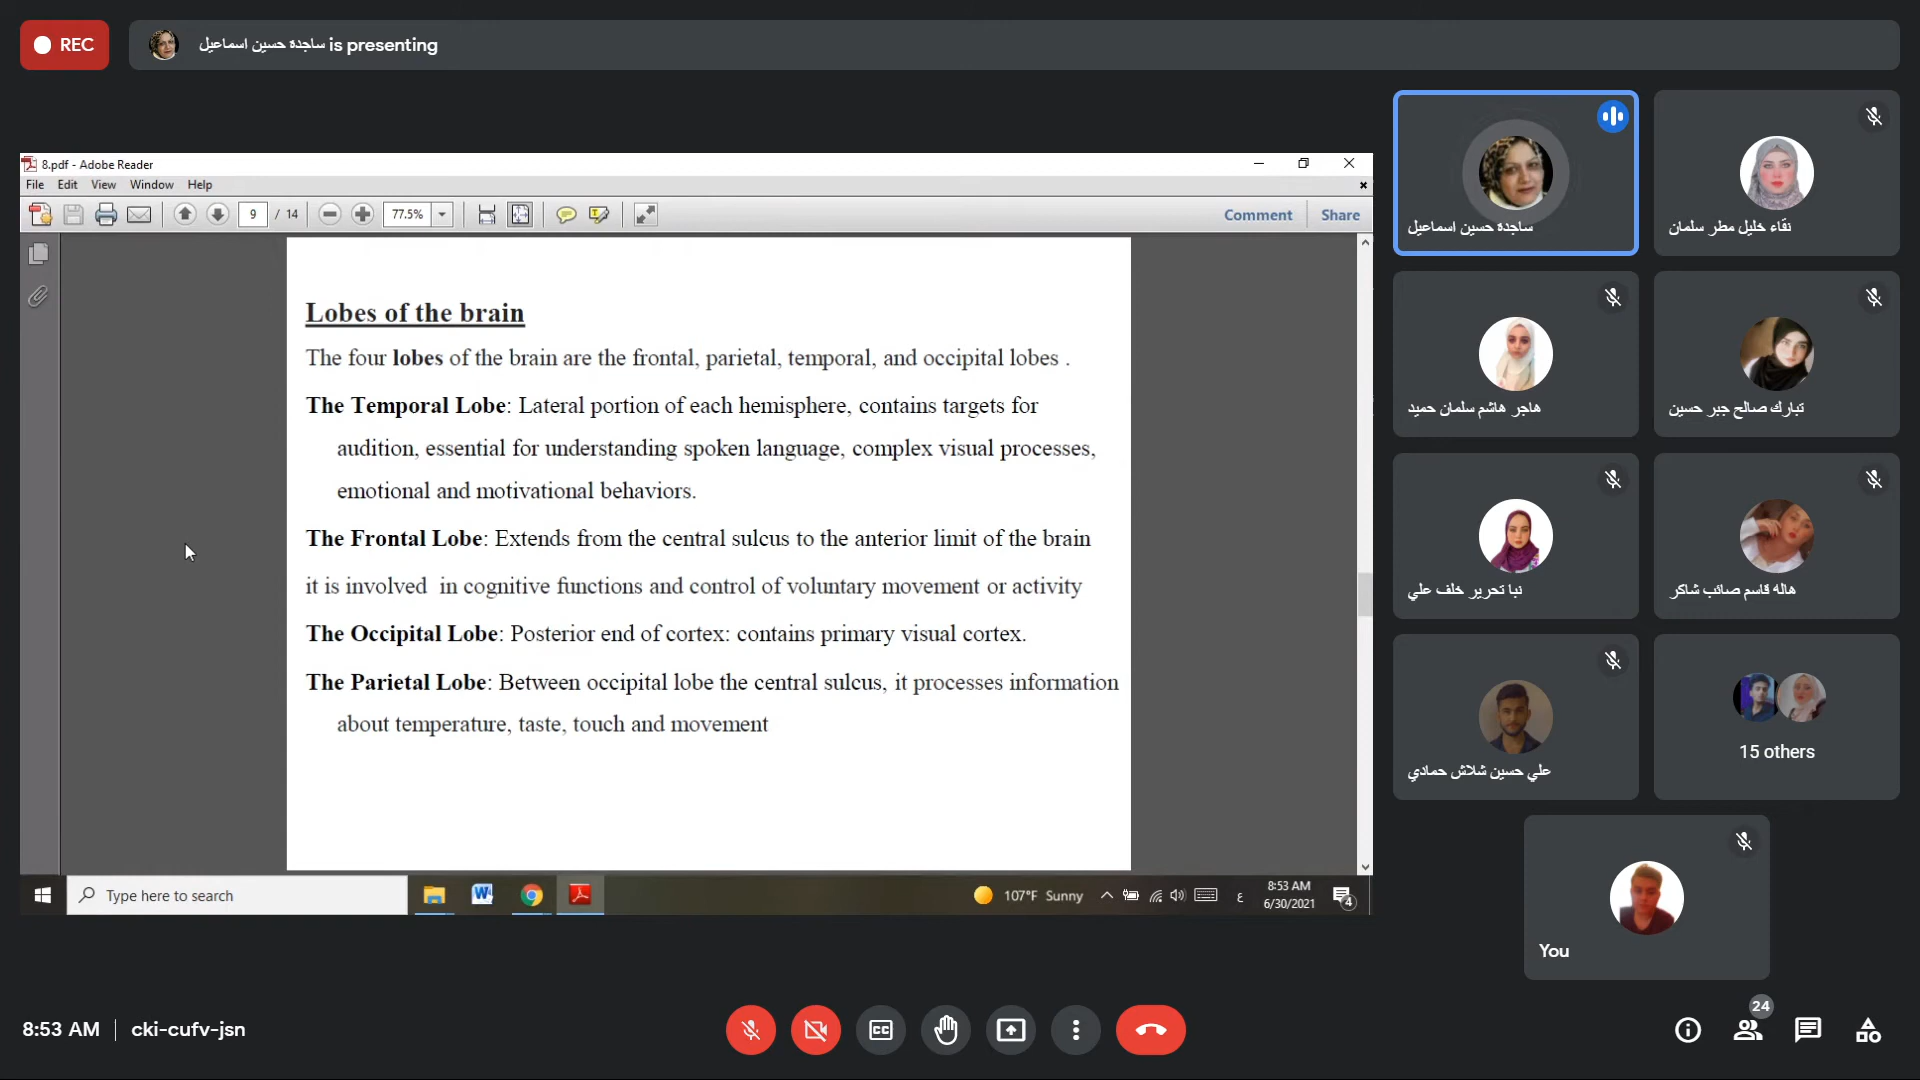 REC
ساجدة حسين اسماعيل is presenting
8.pdf - Adobe Reader
File Edit View Window Help
9 / 14 77.5% Comment Share
Lobes of the brain
The four lobes of the brain are the frontal, parietal, temporal, and occipital lobes .
The Temporal Lobe: Lateral portion of each hemisphere, contains targets for
audition, essential for understanding spoken language, complex visual processes,
emotional and motivational behaviors.
The Frontal Lobe: Extends from the central sulcus to the anterior limit of the brain
it is involved in cognitive functions and control of voluntary movement or activity
The Occipital Lobe: Posterior end of cortex: contains primary visual cortex.
The Parietal Lobe: Between occipital lobe the central sulcus, it processes information
about temperature, taste, touch and movement
Type here to search
107°F Sunny
ع
8:53 AM
6/30/2021
4
ساجدة حسين اسماعيل
نقاء خليل مطر سلمان
هاجر هاشم سلمان حميد
تبارك صالح جبر حسين
نبا تحرير خلف علي
هاله قاسم صائب شاكر
علي حسين شلاش حمادي
15 others
You
8:53 AM | cki-cufv-jsn
CC
24